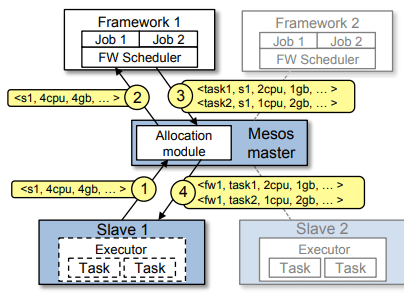 Framework 1
Job 1 Job 2
FW Scheduler
Framework 2
Job 1 Job 2
FW Scheduler
<s1, 4cpu, 4gb, … >
2
3
<task1, s1, 2cpu, 1gb, … >
<task2, s1, 1cpu, 2gb, … >
Allocation
module
Mesos
master
<s1, 4cpu, 4gb, … >
1
4
<fw1, task1, 2cpu, 1gb, … >
<fw1, task2, 1cpu, 2gb, … >
Slave 1
Executor
Task Task
Slave 2
Executor
Task Task